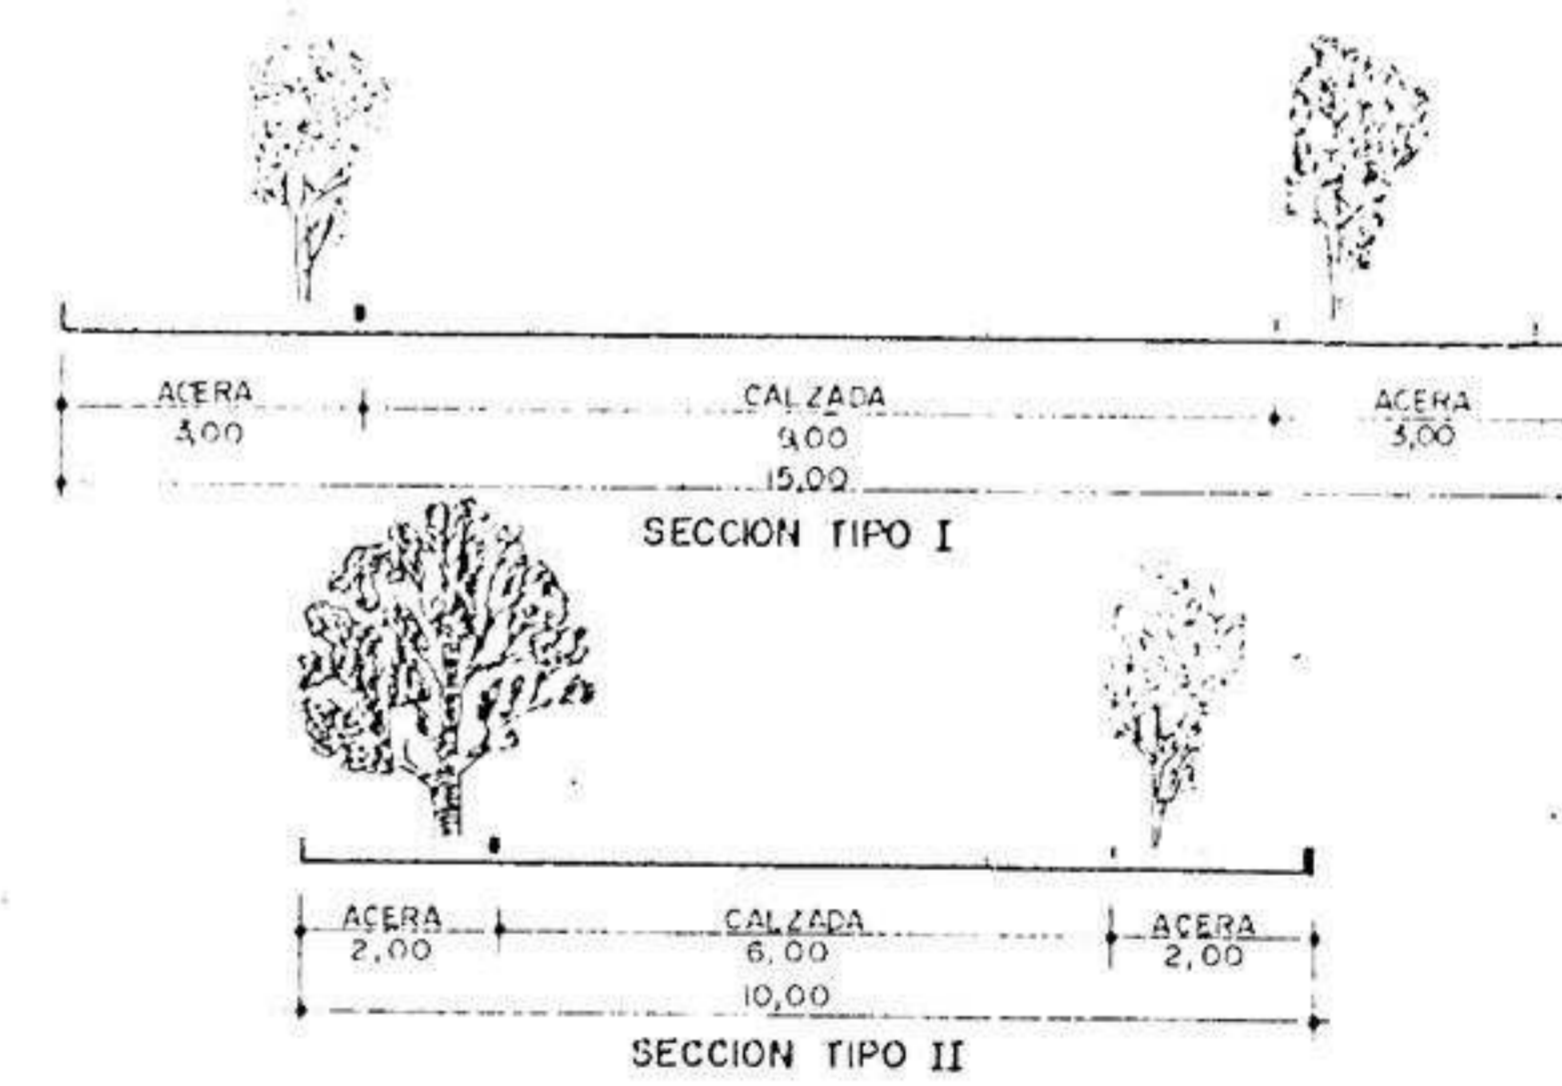 ACERA CALZADA ACERA
3,00 9,00 3,00
15,00
SECCION TIPO I
ACERA CALZADA ACERA
2,00 6,00 2,00
10,00
SECCION TIPO II